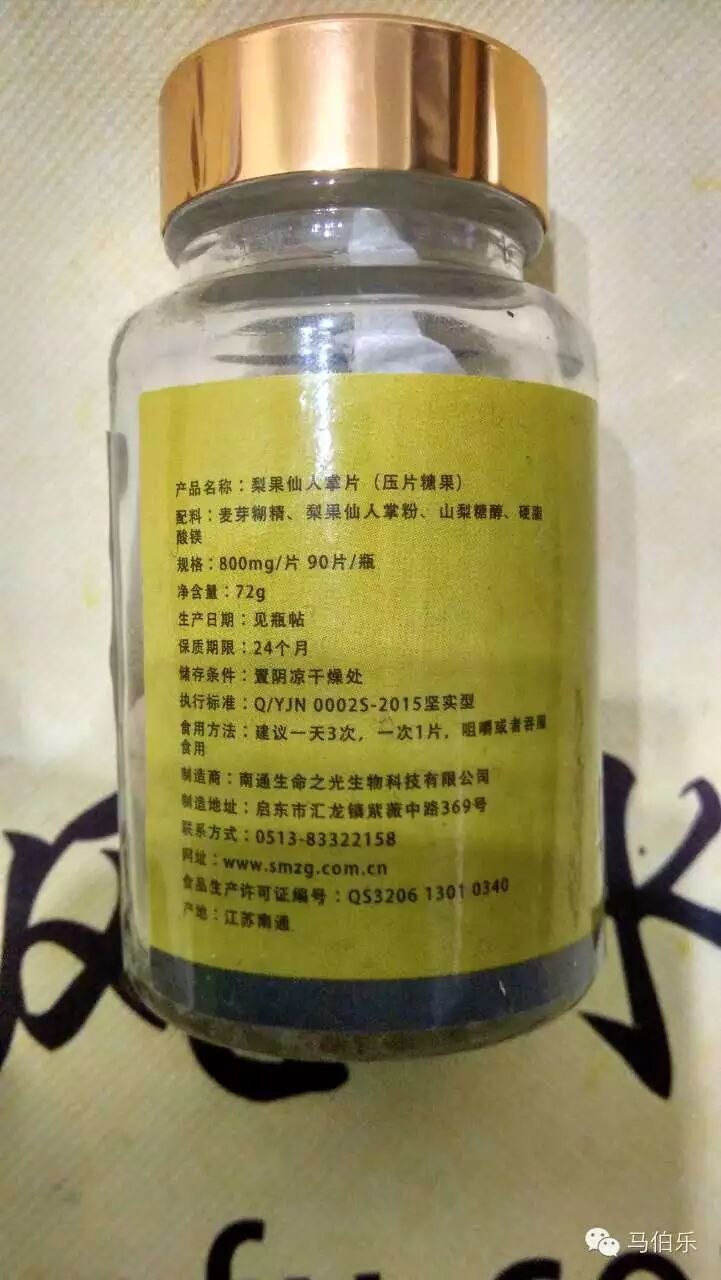 产品名称：梨果仙人掌片（压片糖果）
配料：麦芽糊精、梨果仙人掌粉、山梨糖醇、硬脂
酸镁
规格：800mg/片 90片/瓶
净含量：72g
生产日期：见瓶帖
保质期限：24个月
储存条件：置阴凉干燥处
执行标准：Q/YJN 0002S-2015坚实型
食用方法：建议一天3次，一次1片，咀嚼或者吞服
食用
制造商：南通生命之光生物科技有限公司
制造地址：启东市汇龙镇紫薇中路369号
联系方式：0513-83322158
网址：www.smzg.com.cn
食品生产许可证编号：QS3206 1301 0340
产地：江苏南通
马伯乐